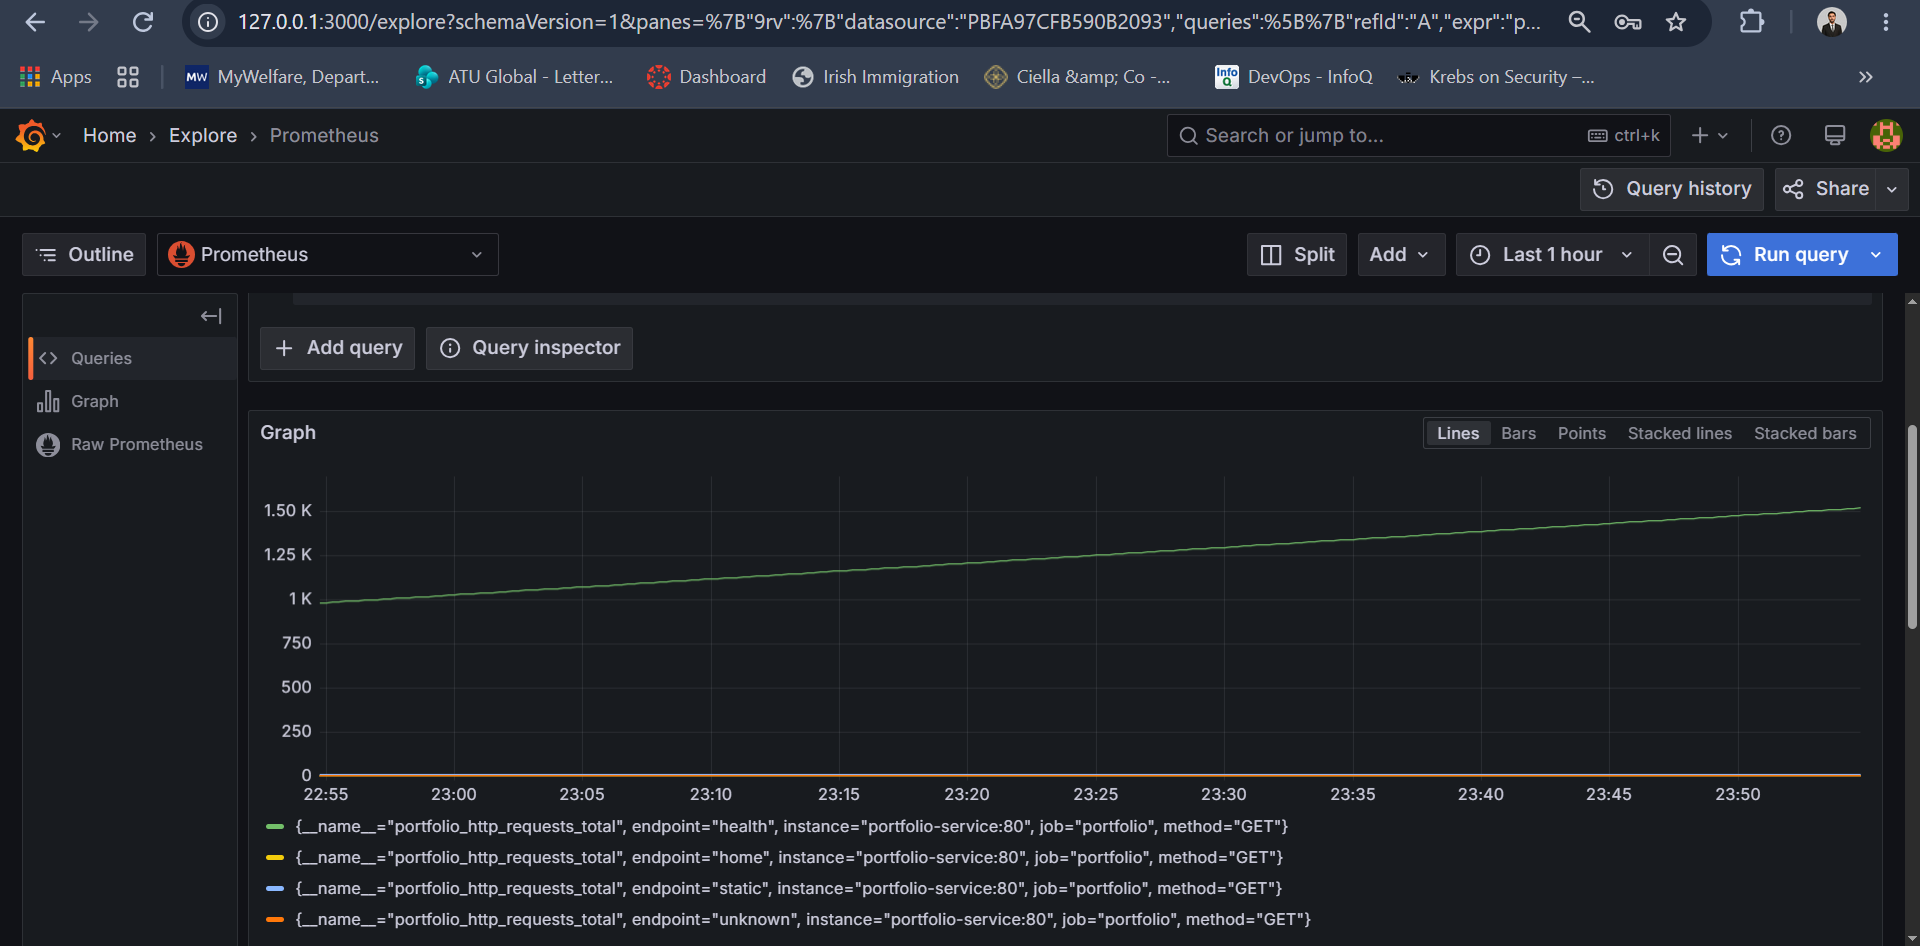 127.0.0.1:3000/explore?schemaVersion=1&panes=%7B"9rv":%7B"datasource":"PBFA97CFB590B2093","queries":%5B%7B"refId":"A","expr":"p...
Apps MW MyWelfare, Depart... S ATU Global - Letter... Dashboard Irish Immigration Ciella &amp; Co -... Info Q DevOps - InfoQ Krebs on Security –...
Home › Explore › Prometheus Search or jump to... ctrl+k
Query history Share
Outline Prometheus Split Add Last 1 hour Run query
Queries
Graph
Raw Prometheus
Add query Query inspector
Graph Lines Bars Points Stacked lines Stacked bars
1.50 K
1.25 K
1 K
750
500
250
0
22:55 23:00 23:05 23:10 23:15 23:20 23:25 23:30 23:35 23:40 23:45 23:50
{__name__="portfolio_http_requests_total", endpoint="health", instance="portfolio-service:80", job="portfolio", method="GET"}
{__name__="portfolio_http_requests_total", endpoint="home", instance="portfolio-service:80", job="portfolio", method="GET"}
{__name__="portfolio_http_requests_total", endpoint="static", instance="portfolio-service:80", job="portfolio", method="GET"}
{__name__="portfolio_http_requests_total", endpoint="unknown", instance="portfolio-service:80", job="portfolio", method="GET"}